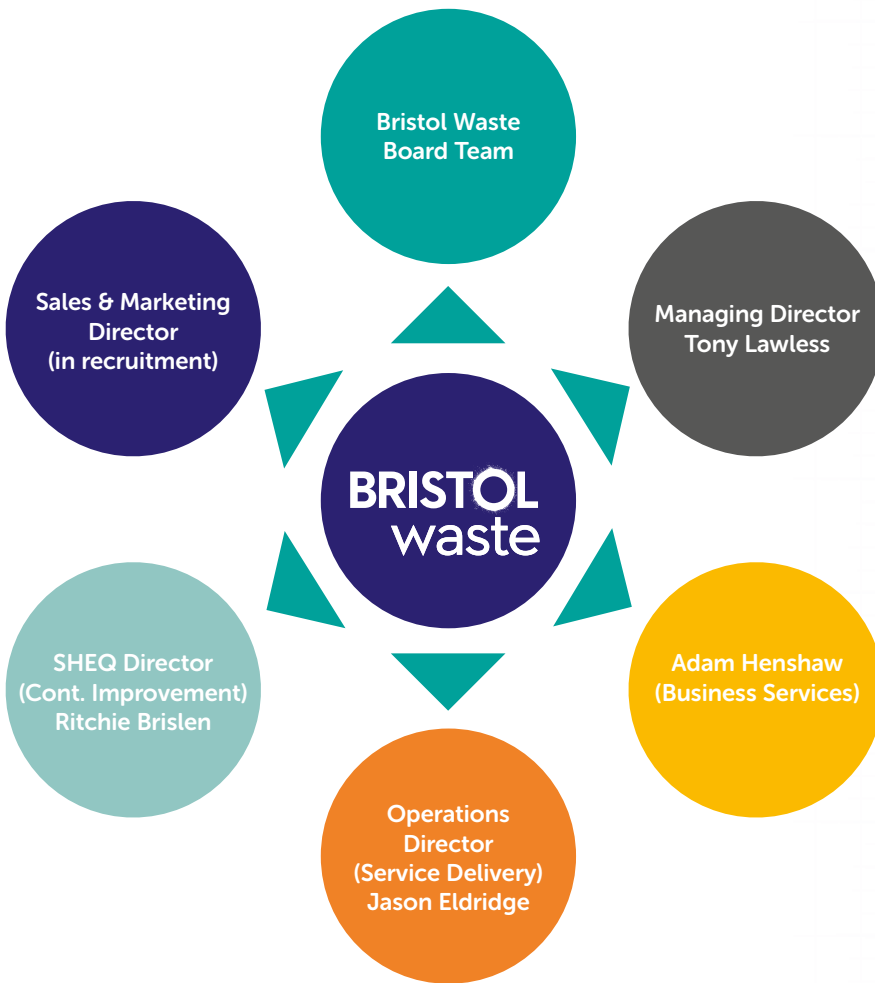 Bristol Waste
Board Team
Sales & Marketing
Director
(in recruitment)
Managing Director
Tony Lawless
BRISTOL
waste
SHEQ Director
(Cont. Improvement)
Ritchie Brislen
Adam Henshaw
(Business Services)
Operations
Director
(Service Delivery)
Jason Eldridge